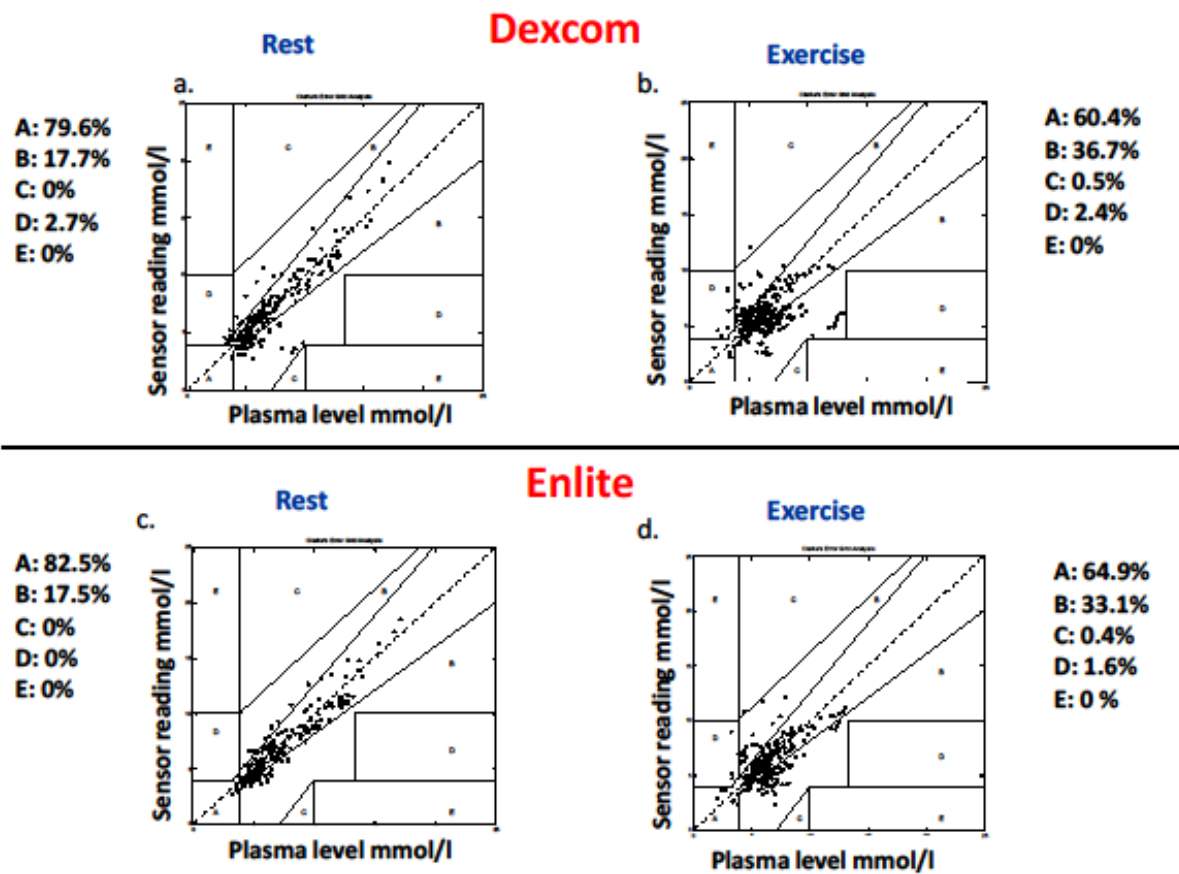 Dexcom
Rest
Exercise
a.
b.
A: 79.6%
B: 17.7%
C: 0%
D: 2.7%
E: 0%
Sensor reading mmol/l
E
C
B
B
D
D
A
C
E
Plasma level mmol/l
Sensor reading mmol/l
E
C
B
B
D
D
A
C
E
Plasma level mmol/l
A: 60.4%
B: 36.7%
C: 0.5%
D: 2.4%
E: 0%
Enlite
Rest
Exercise
c.
d.
A: 82.5%
B: 17.5%
C: 0%
D: 0%
E: 0%
Sensor reading mmol/l
E
C
B
B
D
D
A
C
E
Plasma level mmol/l
Sensor reading mmol/l
E
C
B
B
D
D
A
C
E
Plasma level mmol/l
A: 64.9%
B: 33.1%
C: 0.4%
D: 1.6%
E: 0 %